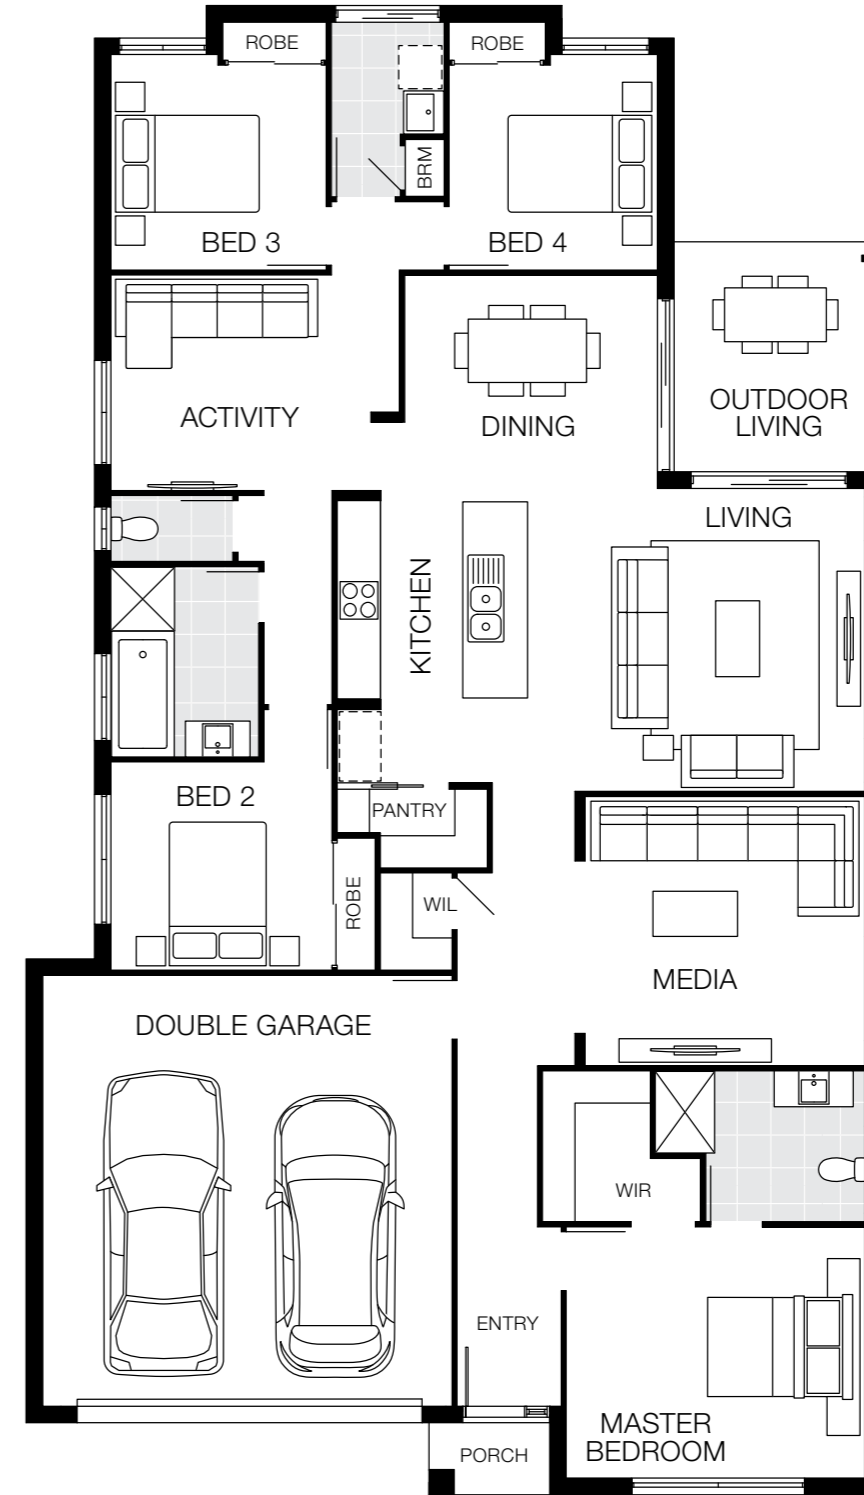 ROBE
ROBE
BRM
BED 3
BED 4
ACTIVITY
DINING
OUTDOOR
LIVING
LIVING
KITCHEN
BED 2
PANTRY
ROBE
WIL
MEDIA
DOUBLE GARAGE
WIR
ENTRY
MASTER
BEDROOM
PORCH